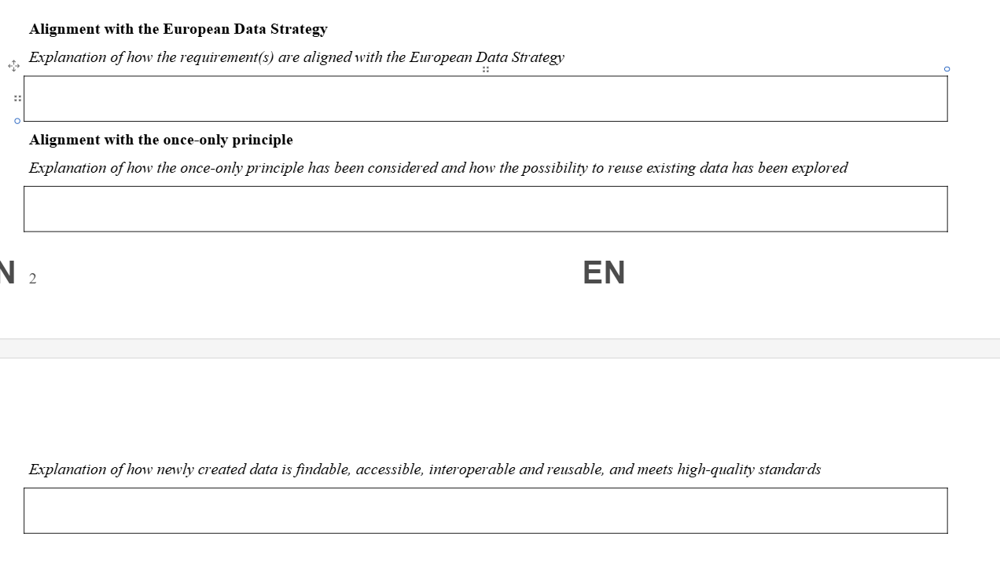 Alignment with the European Data Strategy
Explanation of how the requirement(s) are aligned with the European Data Strategy
Alignment with the once-only principle
Explanation of how the once-only principle has been considered and how the possibility to reuse existing data has been explored
N 2 EN
Explanation of how newly created data is findable, accessible, interoperable and reusable, and meets high-quality standards